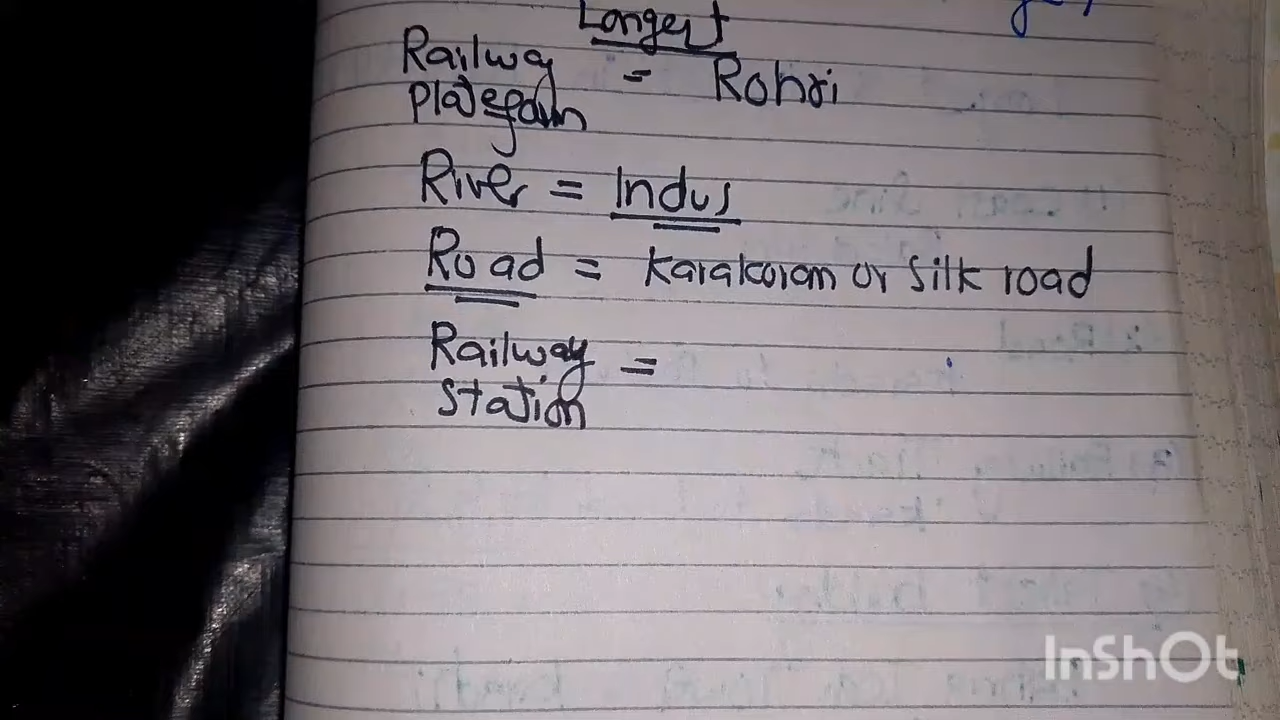 Longest
Railway = Rohri
Plateform
River = Indus
Road = Karakoram or Silk road
Railway =
Station
InShOt